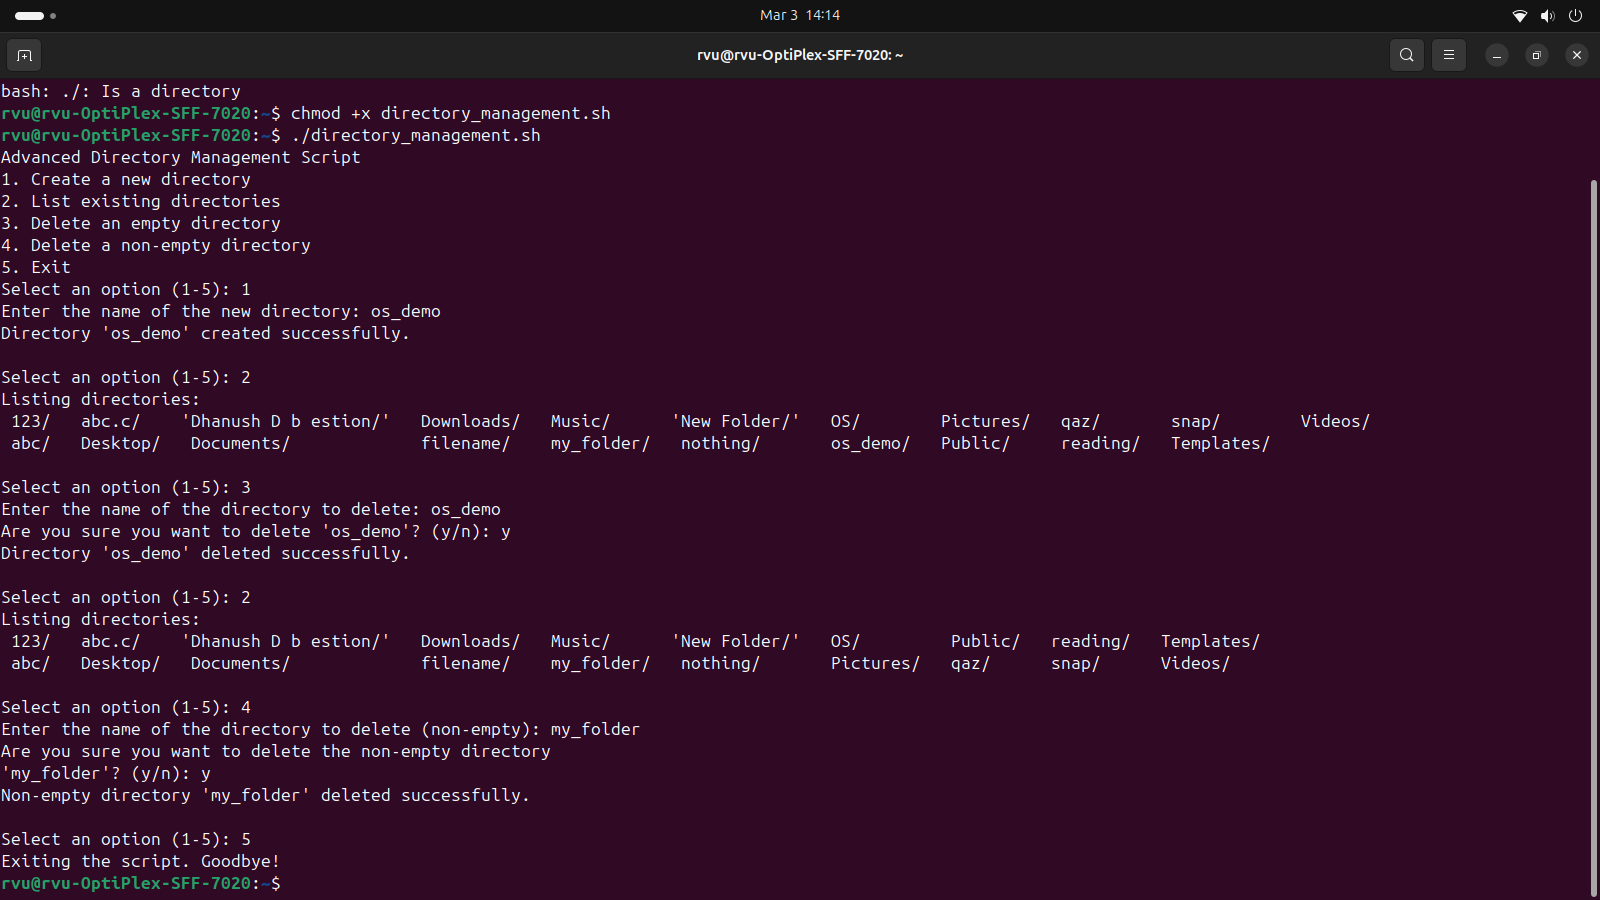 Mar 3 14:14
rvu@rvu-OptiPlex-SFF-7020: ~
bash: ./: Is a directory
rvu@rvu-OptiPlex-SFF-7020:~$ chmod +x directory_management.sh
rvu@rvu-OptiPlex-SFF-7020:~$ ./directory_management.sh
Advanced Directory Management Script
1. Create a new directory
2. List existing directories
3. Delete an empty directory
4. Delete a non-empty directory
5. Exit
Select an option (1-5): 1
Enter the name of the new directory: os_demo
Directory 'os_demo' created successfully.
Select an option (1-5): 2
Listing directories:
123/ abc.c/ 'Dhanush D b estion/' Downloads/ Music/ 'New Folder/' OS/ Pictures/ qaz/ snap/ Videos/
abc/ Desktop/ Documents/ filename/ my_folder/ nothing/ os_demo/ Public/ reading/ Templates/
Select an option (1-5): 3
Enter the name of the directory to delete: os_demo
Are you sure you want to delete 'os_demo'? (y/n): y
Directory 'os_demo' deleted successfully.
Select an option (1-5): 2
Listing directories:
123/ abc.c/ 'Dhanush D b estion/' Downloads/ Music/ 'New Folder/' OS/ Public/ reading/ Templates/
abc/ Desktop/ Documents/ filename/ my_folder/ nothing/ Pictures/ qaz/ snap/ Videos/
Select an option (1-5): 4
Enter the name of the directory to delete (non-empty): my_folder
Are you sure you want to delete the non-empty directory
'my_folder'? (y/n): y
Non-empty directory 'my_folder' deleted successfully.
Select an option (1-5): 5
Exiting the script. Goodbye!
rvu@rvu-OptiPlex-SFF-7020:~$